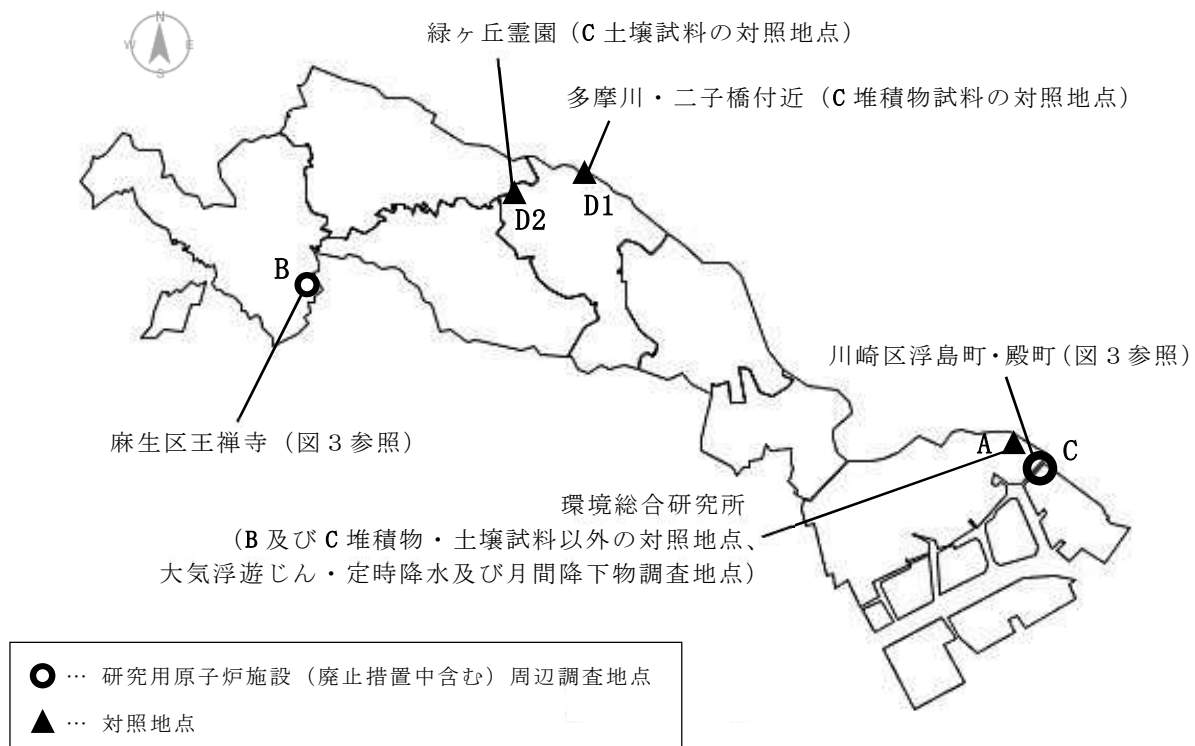 N
W E
S
緑ヶ丘霊園（C 土壌試料の対照地点）
多摩川・二子橋付近（C 堆積物試料の対照地点）
D2
D1
B
川崎区浮島町・殿町（図３参照）
麻生区王禅寺（図３参照）
A
C
環境総合研究所
（B 及び C 堆積物・土壌試料以外の対照地点、
大気浮遊じん・定時降水及び月間降下物調査地点）
… 研究用原子炉施設（廃止措置中含む）周辺調査地点
… 対照地点